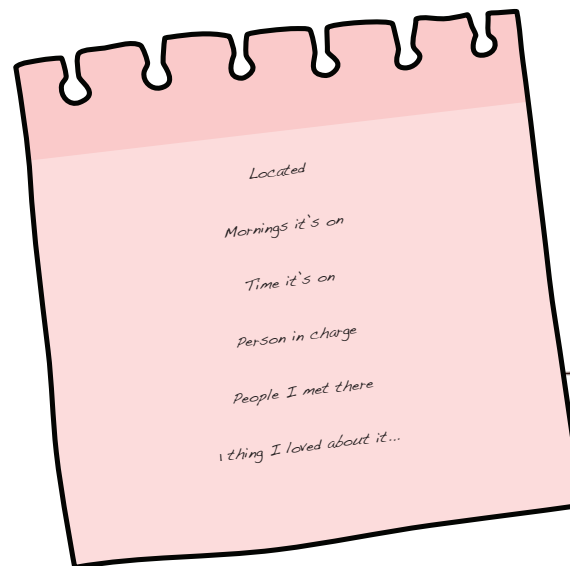 Located
Mornings it's on
Time it's on
Person in charge
People I met there
1 thing I loved about it...